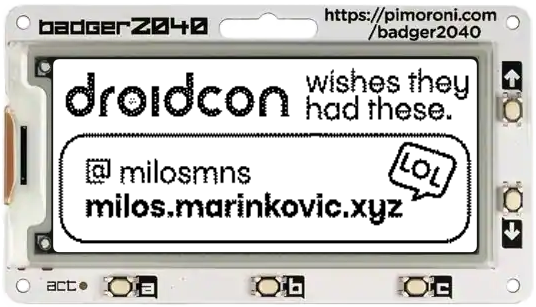 badger2040
https://pimoroni.com
/badger2040
droidcon wishes they
had these.
@ milosmns
LOL
milos.marinkovic.xyz
act
a
b
c